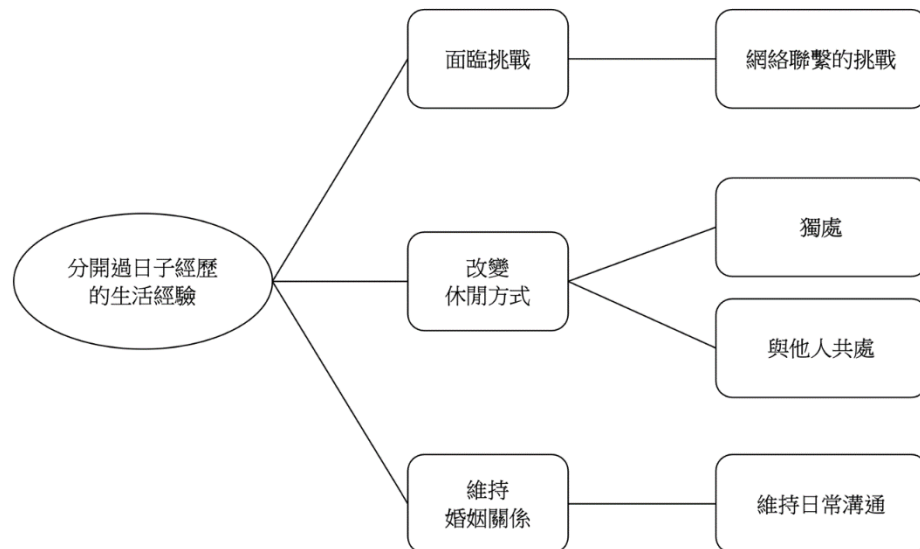 面臨挑戰
網絡聯繫的挑戰
獨處
分開過日子經歷
的生活經驗
改變
休閒方式
與他人共處
維持
婚姻關係
維持日常溝通